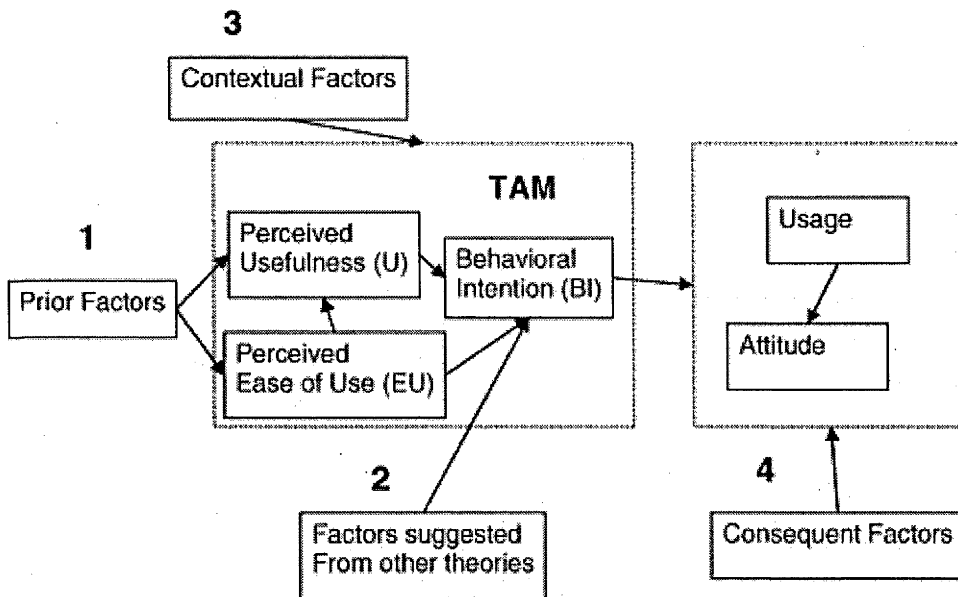 3
Contextual Factors
TAM
1
Perceived
Usefulness (U)
Behavioral
Intention (BI)
Usage
Prior Factors
Perceived
Ease of Use (EU)
Attitude
2
Factors suggested
From other theories
4
Consequent Factors